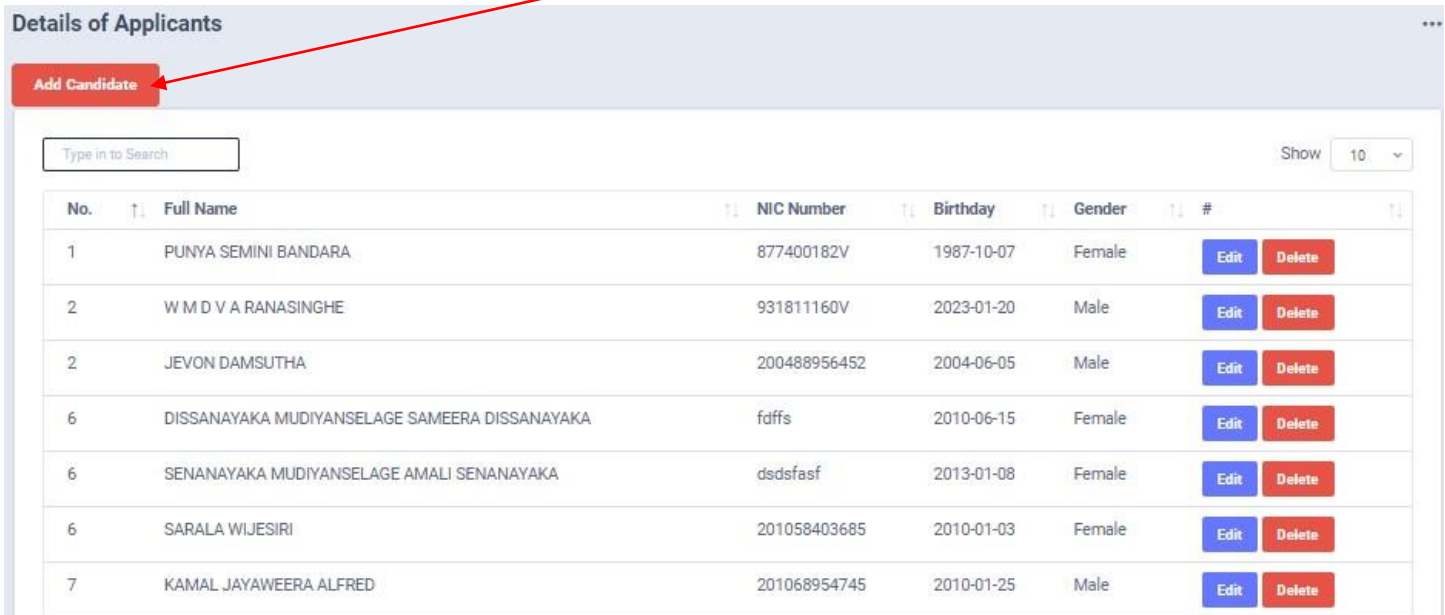 Details of Applicants
Add Candidate
Type in to Search Show 10
No. Full Name NIC Number Birthday Gender #
1 PUNYA SEMINI BANDARA 877400182V 1987-10-07 Female Edit Delete
2 W M D V A RANASINGHE 931811160V 2023-01-20 Male Edit Delete
2 JEVON DAMSUTHA 200488956452 2004-06-05 Male Edit Delete
6 DISSANAYAKA MUDIYANSELAGE SAMEERA DISSANAYAKA fdffs 2010-06-15 Female Edit Delete
6 SENANAYAKA MUDIYANSELAGE AMALI SENANAYAKA dsdsfasf 2013-01-08 Female Edit Delete
6 SARALA WIJESIRI 201058403685 2010-01-03 Female Edit Delete
7 KAMAL JAYAWEERA ALFRED 201068954745 2010-01-25 Male Edit Delete